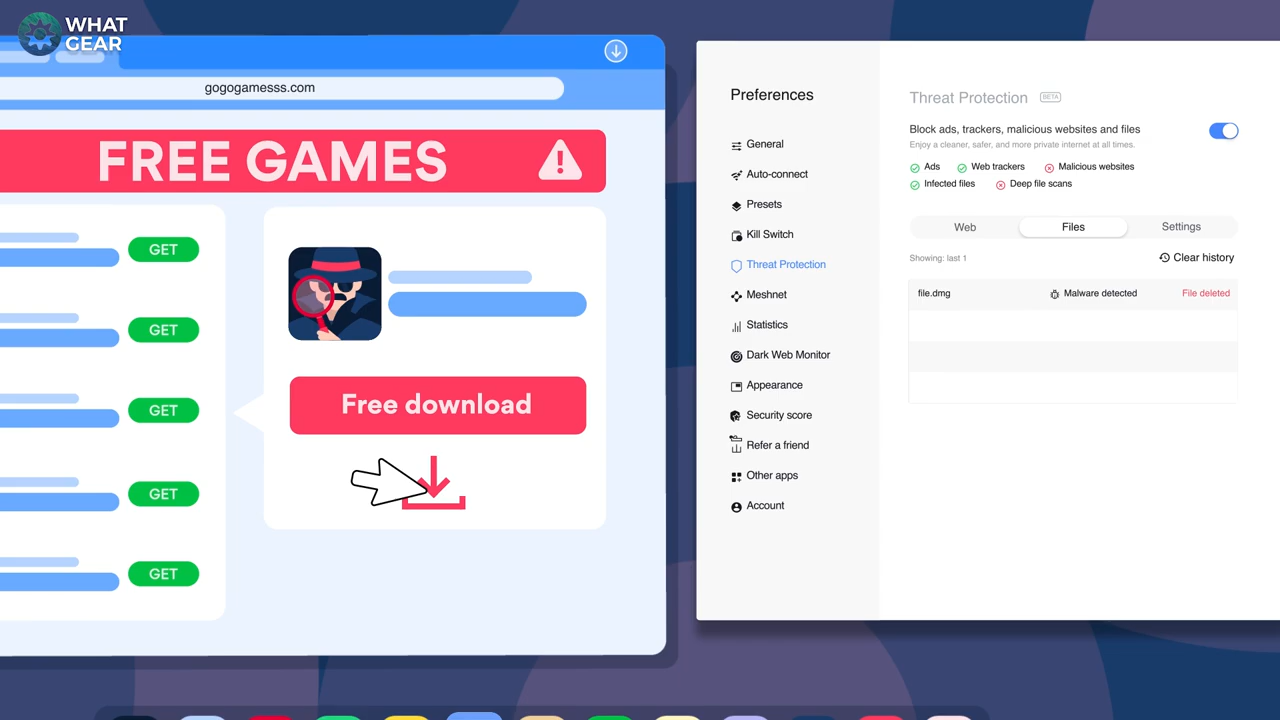 WHAT
GEAR
gogogamesss.com
FREE GAMES
GET
GET
GET
GET
GET
Free download
Preferences
General
Auto-connect
Presets
Kill Switch
Threat Protection
Meshnet
Statistics
Dark Web Monitor
Appearance
Security score
Refer a friend
Other apps
Account
Threat Protection BETA
Block ads, trackers, malicious websites and files
Enjoy a cleaner, safer, and more private internet at all times.
Ads Web trackers Malicious websites
Infected files Deep file scans
Web Files Settings
Showing: last 1 Clear history
file.dmg Malware detected File deleted